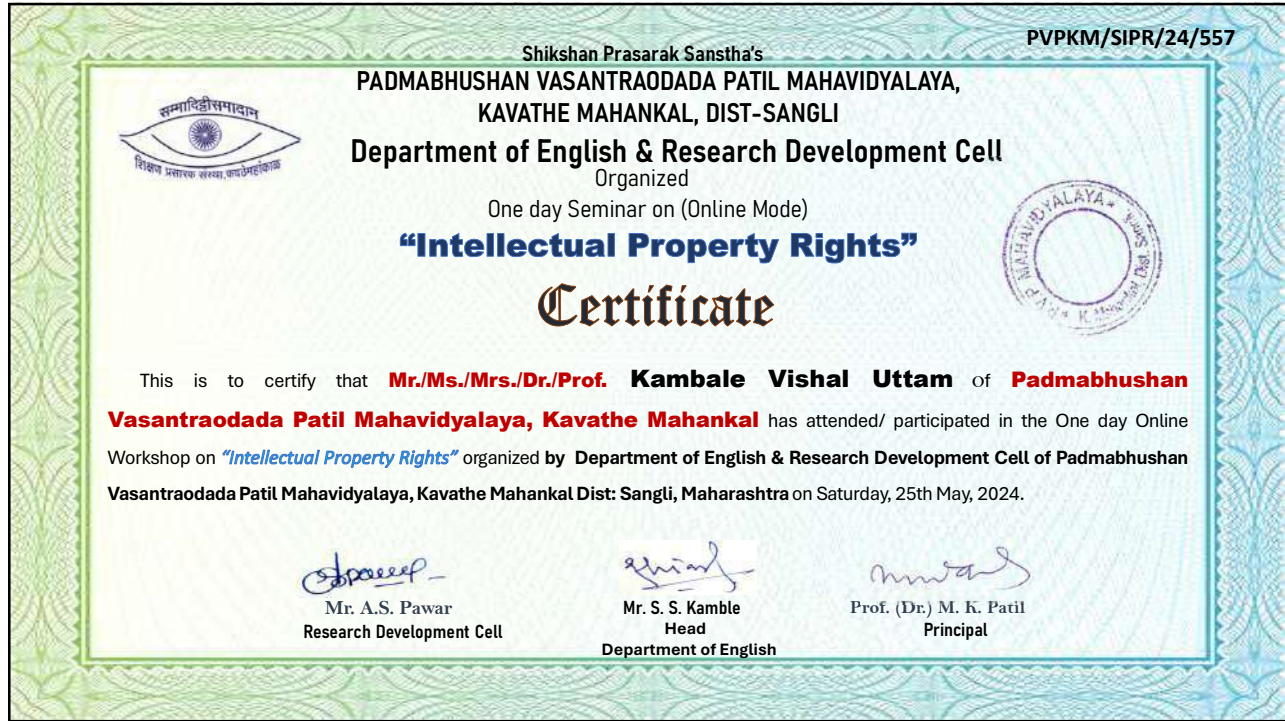 PVPKM/SIPR/24/557
Shikshan Prasarak Sanstha's
PADMABHUSHAN VASANTRAODADA PATIL MAHAVIDYALAYA,
KAVATHE MAHANKAL, DIST-SANGLI
सम्मादिट्ठीसमादान
शिक्षण प्रसारक संस्था,कवठेमहांकाळ
Department of English & Research Development Cell
Organized
One day Seminar on (Online Mode)
“Intellectual Property Rights”
Certificate
P.V.P MAHAVIDYALAYA
Dist.
This is to certify that Mr./Ms./Mrs./Dr./Prof. Kambale Vishal Uttam of Padmabhushan
Vasantraodada Patil Mahavidyalaya, Kavathe Mahankal has attended/ participated in the One day Online
Workshop on “Intellectual Property Rights” organized by Department of English & Research Development Cell of Padmabhushan
Vasantraodada Patil Mahavidyalaya, Kavathe Mahankal Dist: Sangli, Maharashtra on Saturday, 25th May, 2024.
Mr. A.S. Pawar
Research Development Cell
Mr. S. S. Kamble
Head
Department of English
Prof. (Dr.) M. K. Patil
Principal